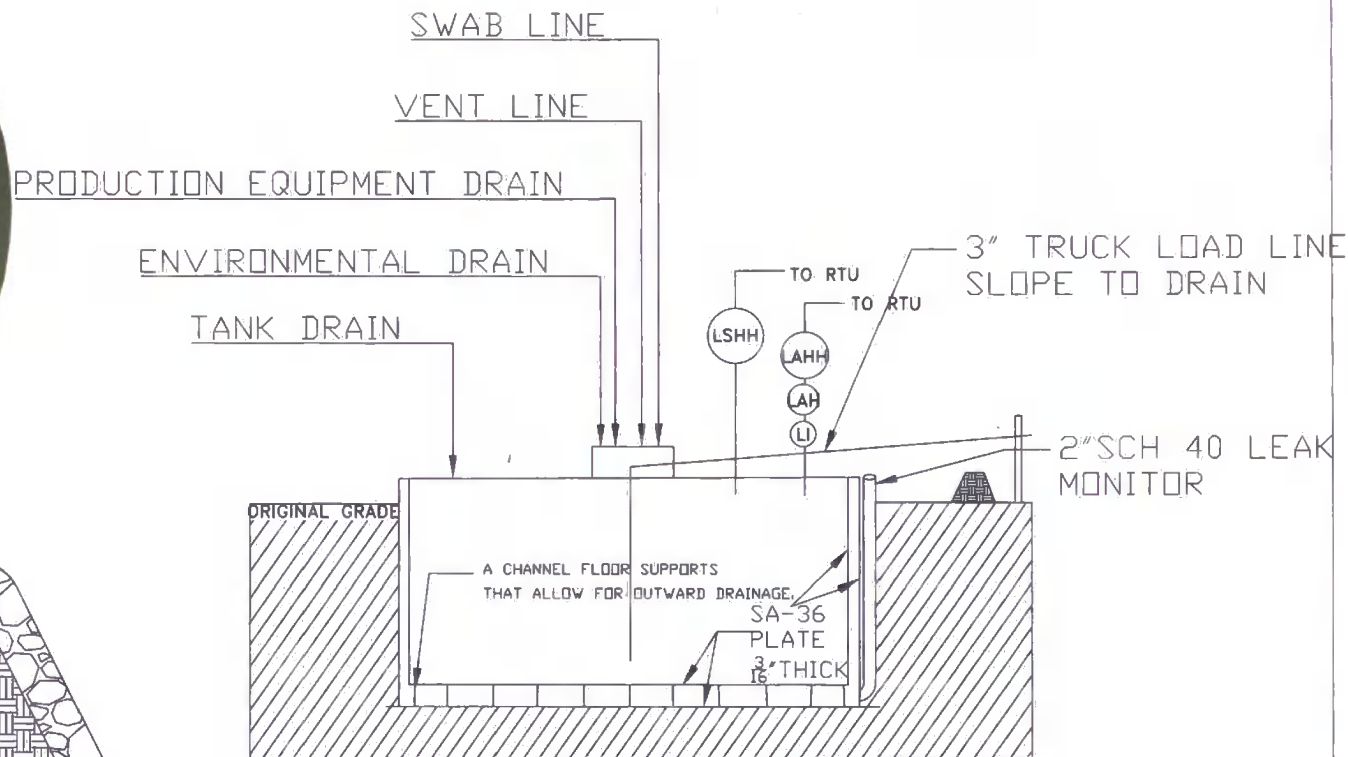 SWAB LINE
VENT LINE
PRODUCTION EQUIPMENT DRAIN
ENVIRONMENTAL DRAIN
TANK DRAIN
TO RTU
TO RTU
3" TRUCK LOAD LINE
SLOPE TO DRAIN
LSHH
LAHH
LAH
LI
2"SCH 40 LEAK
MONITOR
ORIGINAL GRADE
A CHANNEL FLOOR SUPPORTS
THAT ALLOW FOR OUTWARD DRAINAGE.
SA-36
PLATE
3/16" THICK